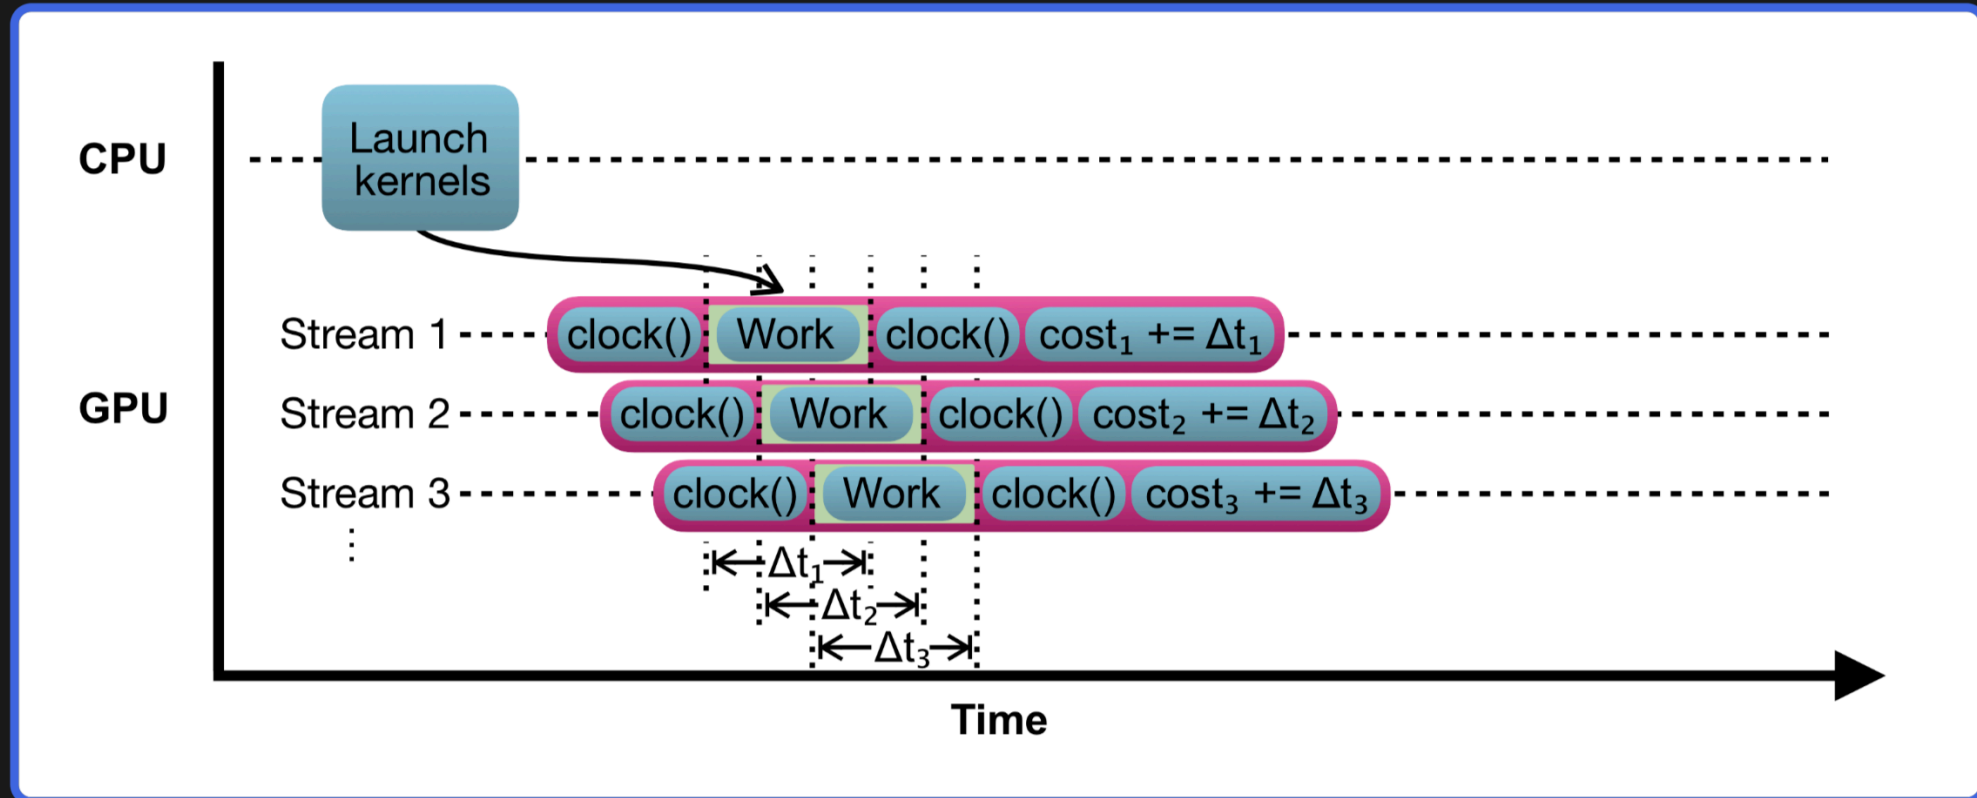 CPU
Launch
kernels
GPU
Stream 1
clock()
Work
clock()
cost₁ += Δt₁
Stream 2
clock()
Work
clock()
cost₂ += Δt₂
Stream 3
clock()
Work
clock()
cost₃ += Δt₃
Δt₁
Δt₂
Δt₃
Time